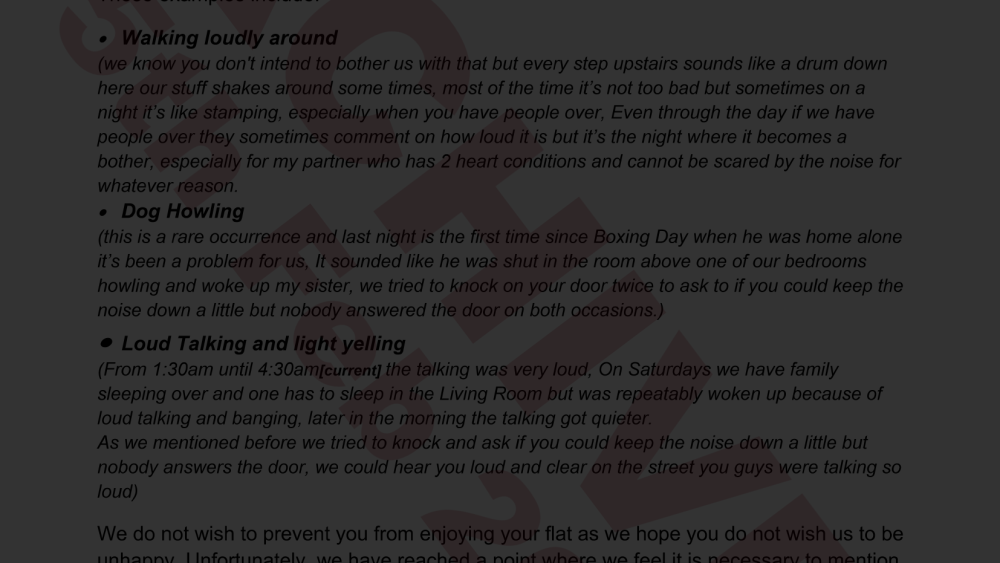 These examples include:
• Walking loudly around
(we know you don't intend to bother us with that but every step upstairs sounds like a drum down
here our stuff shakes around some times, most of the time it's not too bad but sometimes on a
night it's like stamping, especially when you have people over, Even through the day if we have
people over they sometimes comment on how loud it is but it's the night where it becomes a
bother, especially for my partner who has 2 heart conditions and cannot be scared by the noise for
whatever reason.
• Dog Howling
(this is a rare occurrence and last night is the first time since Boxing Day when he was home alone
it's been a problem for us, It sounded like he was shut in the room above one of our bedrooms
howling and woke up my sister, we tried to knock on your door twice to ask to if you could keep the
noise down a little but nobody answered the door on both occasions.)
• Loud Talking and light yelling
(From 1:30am until 4:30am[current] the talking was very loud, On Saturdays we have family
sleeping over and one has to sleep in the Living Room but was repeatably woken up because of
loud talking and banging, later in the morning the talking got quieter.
As we mentioned before we tried to knock and ask if you could keep the noise down a little but
nobody answers the door, we could hear you loud and clear on the street you guys were talking so
loud)
We do not wish to prevent you from enjoying your flat as we hope you do not wish us to be
unhappy. Unfortunately, we have reached a point where we feel it is necessary to mention